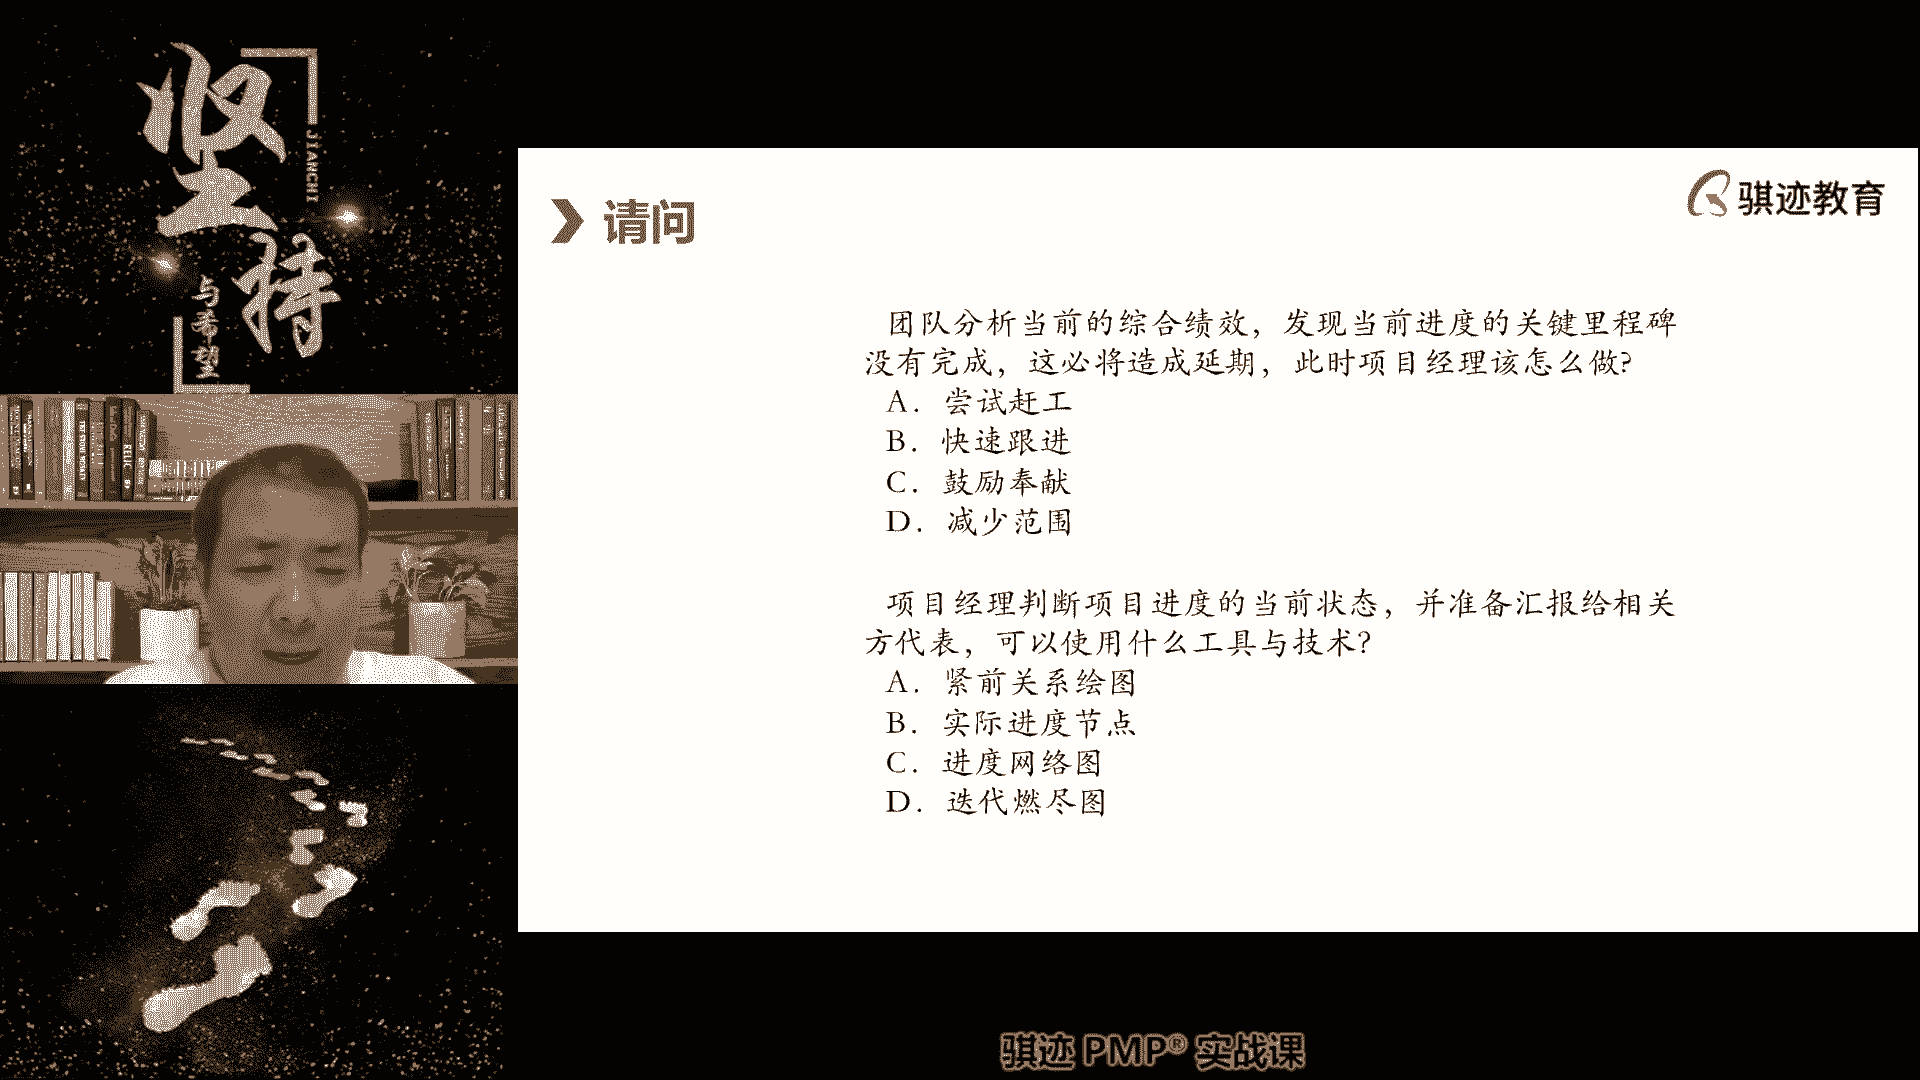 坚持
JIANCHI
与希望
请问
骐迹教育
团队分析当前的综合绩效，发现当前进度的关键里程碑
没有完成，这必将造成延期，此时项目经理该怎么做?
A. 尝试赶工
B. 快速跟进
C. 鼓励奉献
D. 减少范围
项目经理判断项目进度的当前状态，并准备汇报给相关
方代表，可以使用什么工具与技术?
A. 紧前关系绘图
B. 实际进度节点
C. 进度网络图
D. 迭代燃尽图
骐迹 PMP® 实战课